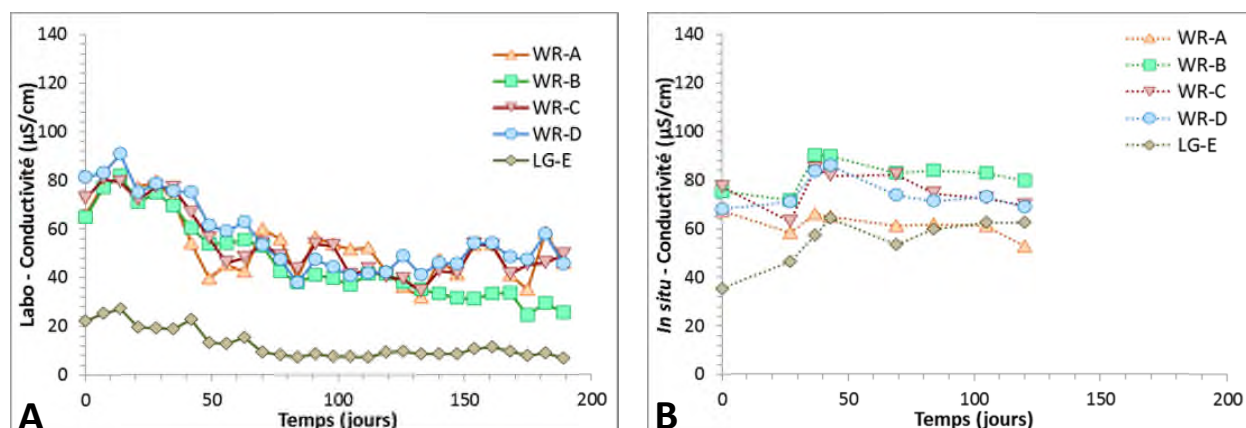 140
120
100
80
60
40
20
0
Labo - Conductivité (µS/cm)
WR-A
WR-B
WR-C
WR-D
LG-E
0 50 100 150 200
Temps (jours)
A
140
120
100
80
60
40
20
0
In situ - Conductivité (µS/cm)
WR-A
WR-B
WR-C
WR-D
LG-E
0 50 100 150 200
Temps (jours)
B